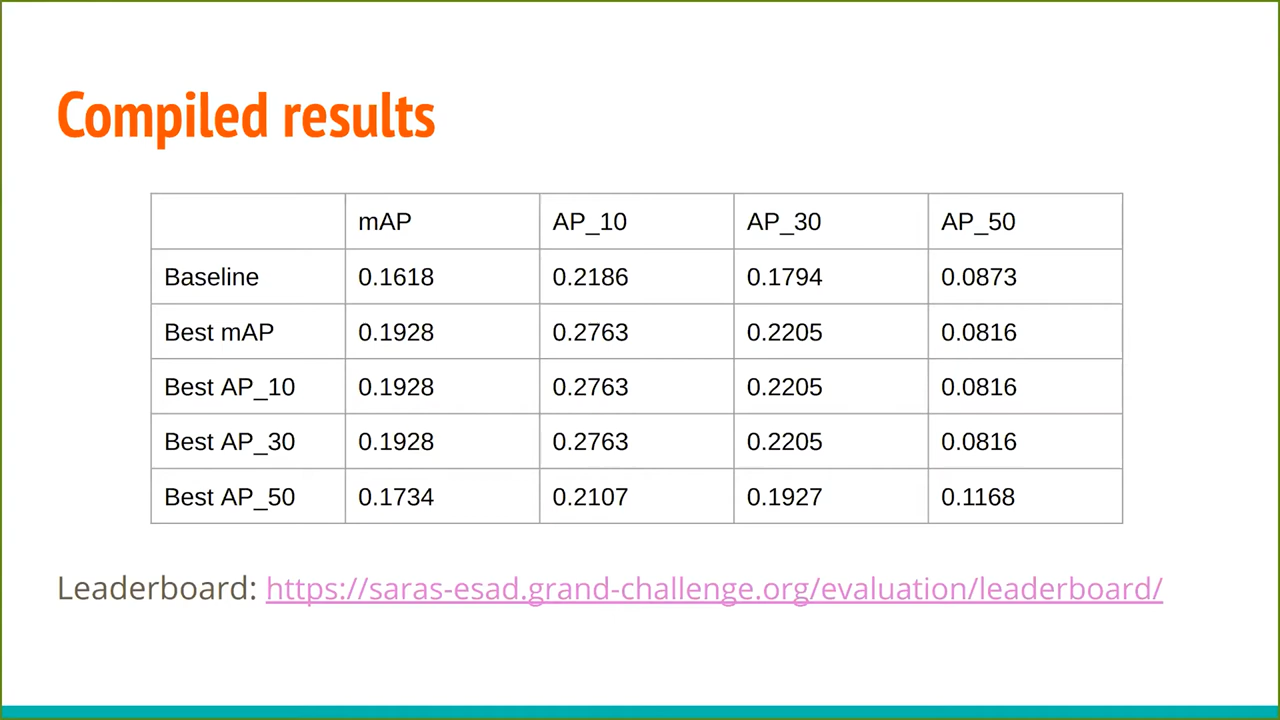 Compiled results
mAP AP_10 AP_30 AP_50
Baseline 0.1618 0.2186 0.1794 0.0873
Best mAP 0.1928 0.2763 0.2205 0.0816
Best AP_10 0.1928 0.2763 0.2205 0.0816
Best AP_30 0.1928 0.2763 0.2205 0.0816
Best AP_50 0.1734 0.2107 0.1927 0.1168
Leaderboard: https://saras-esad.grand-challenge.org/evaluation/leaderboard/